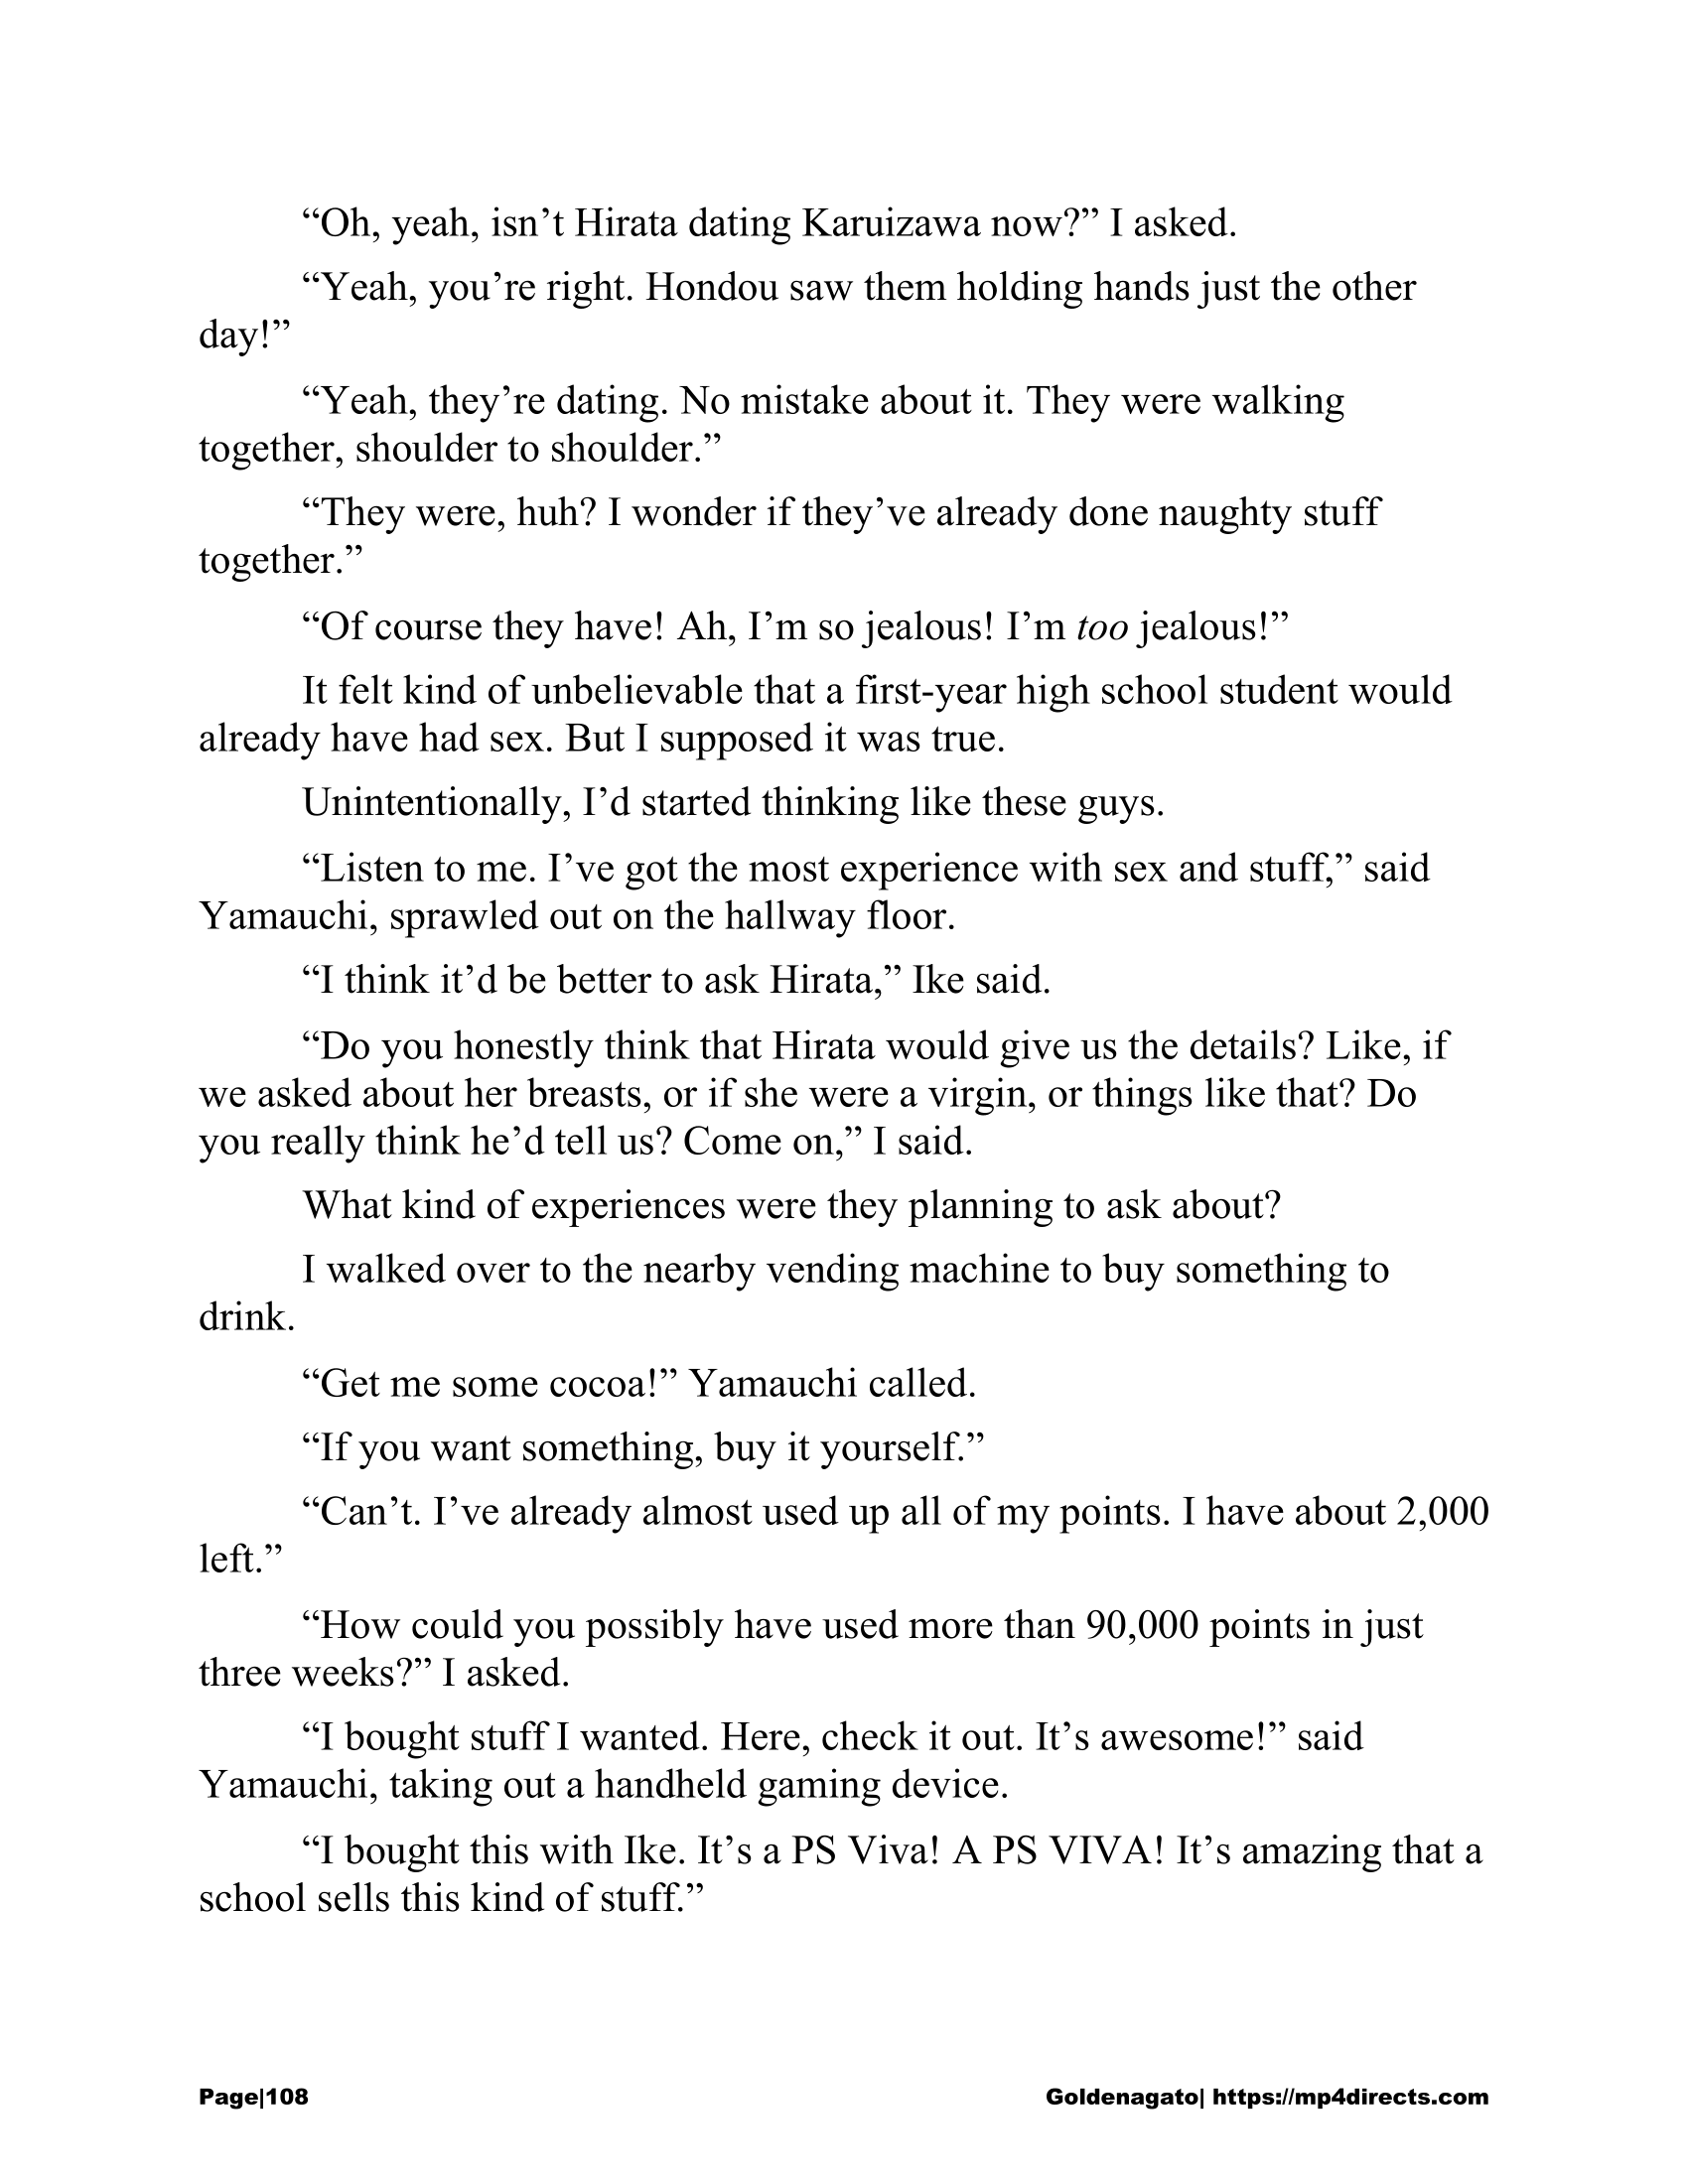 “Oh, yeah, isn’t Hirata dating Karuizawa now?” I asked.
“Yeah, you’re right. Hondou saw them holding hands just the other
day!”
“Yeah, they’re dating. No mistake about it. They were walking
together, shoulder to shoulder.”
“They were, huh? I wonder if they’ve already done naughty stuff
together.”
“Of course they have! Ah, I’m so jealous! I’m too jealous!”
It felt kind of unbelievable that a first-year high school student would
already have had sex. But I supposed it was true.
Unintentionally, I’d started thinking like these guys.
“Listen to me. I’ve got the most experience with sex and stuff,” said
Yamauchi, sprawled out on the hallway floor.
“I think it’d be better to ask Hirata,” Ike said.
“Do you honestly think that Hirata would give us the details? Like, if
we asked about her breasts, or if she were a virgin, or things like that? Do
you really think he’d tell us? Come on,” I said.
What kind of experiences were they planning to ask about?
I walked over to the nearby vending machine to buy something to
drink.
“Get me some cocoa!” Yamauchi called.
“If you want something, buy it yourself.”
“Can’t. I’ve already almost used up all of my points. I have about 2,000
left.”
“How could you possibly have used more than 90,000 points in just
three weeks?” I asked.
“I bought stuff I wanted. Here, check it out. It’s awesome!” said
Yamauchi, taking out a handheld gaming device.
“I bought this with Ike. It’s a PS Viva! A PS VIVA! It’s amazing that a
school sells this kind of stuff.”
Page|108 Goldenagato| https://mp4directs.com